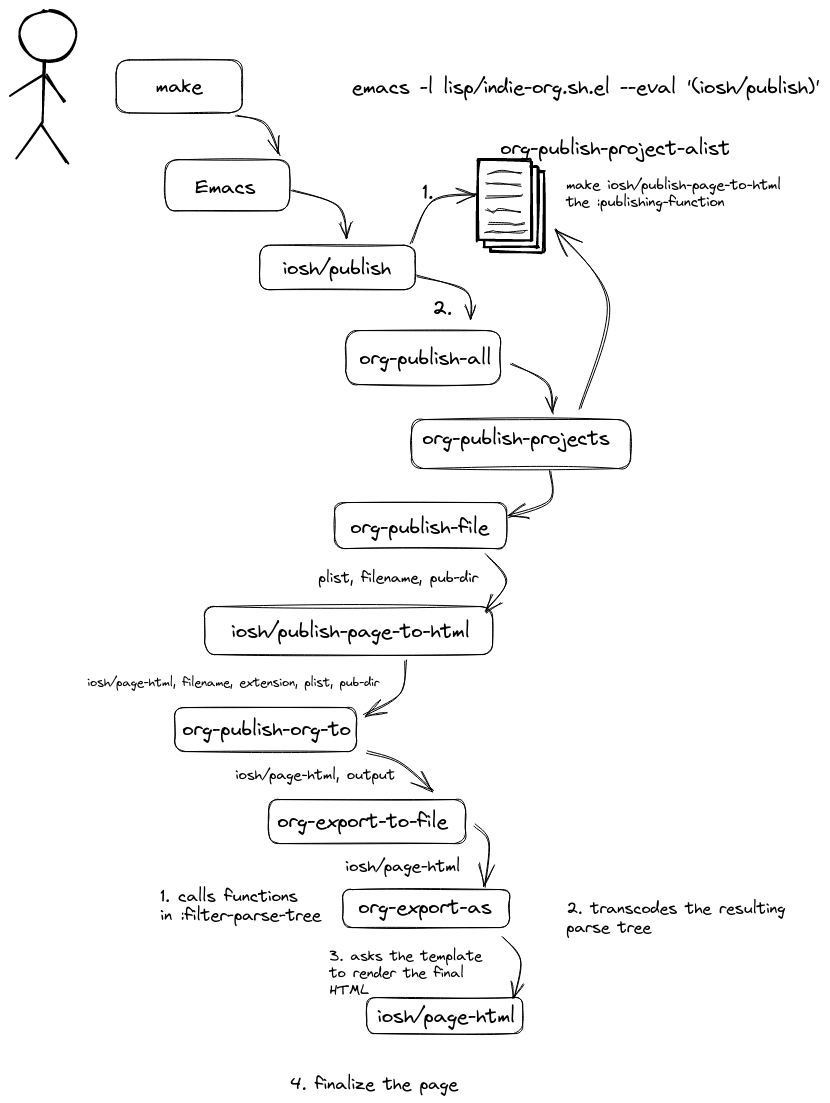 make
emacs -l lisp/indie-org.sh.el --eval '(iosh/publish)'
org-publish-project-alist
Emacs
1.
make iosh/publish-page-to-html
the :publishing-function
iosh/publish
2.
org-publish-all
org-publish-projects
org-publish-file
plist, filename, pub-dir
iosh/publish-page-to-html
iosh/page-html, filename, extension, plist, pub-dir
org-publish-org-to
iosh/page-html, output
org-export-to-file
iosh/page-html
1. calls functions
in :filter-parse-tree
org-export-as
2. transcodes the resulting
parse tree
3. asks the template
to render the final
HTML
iosh/page-html
4. finalize the page